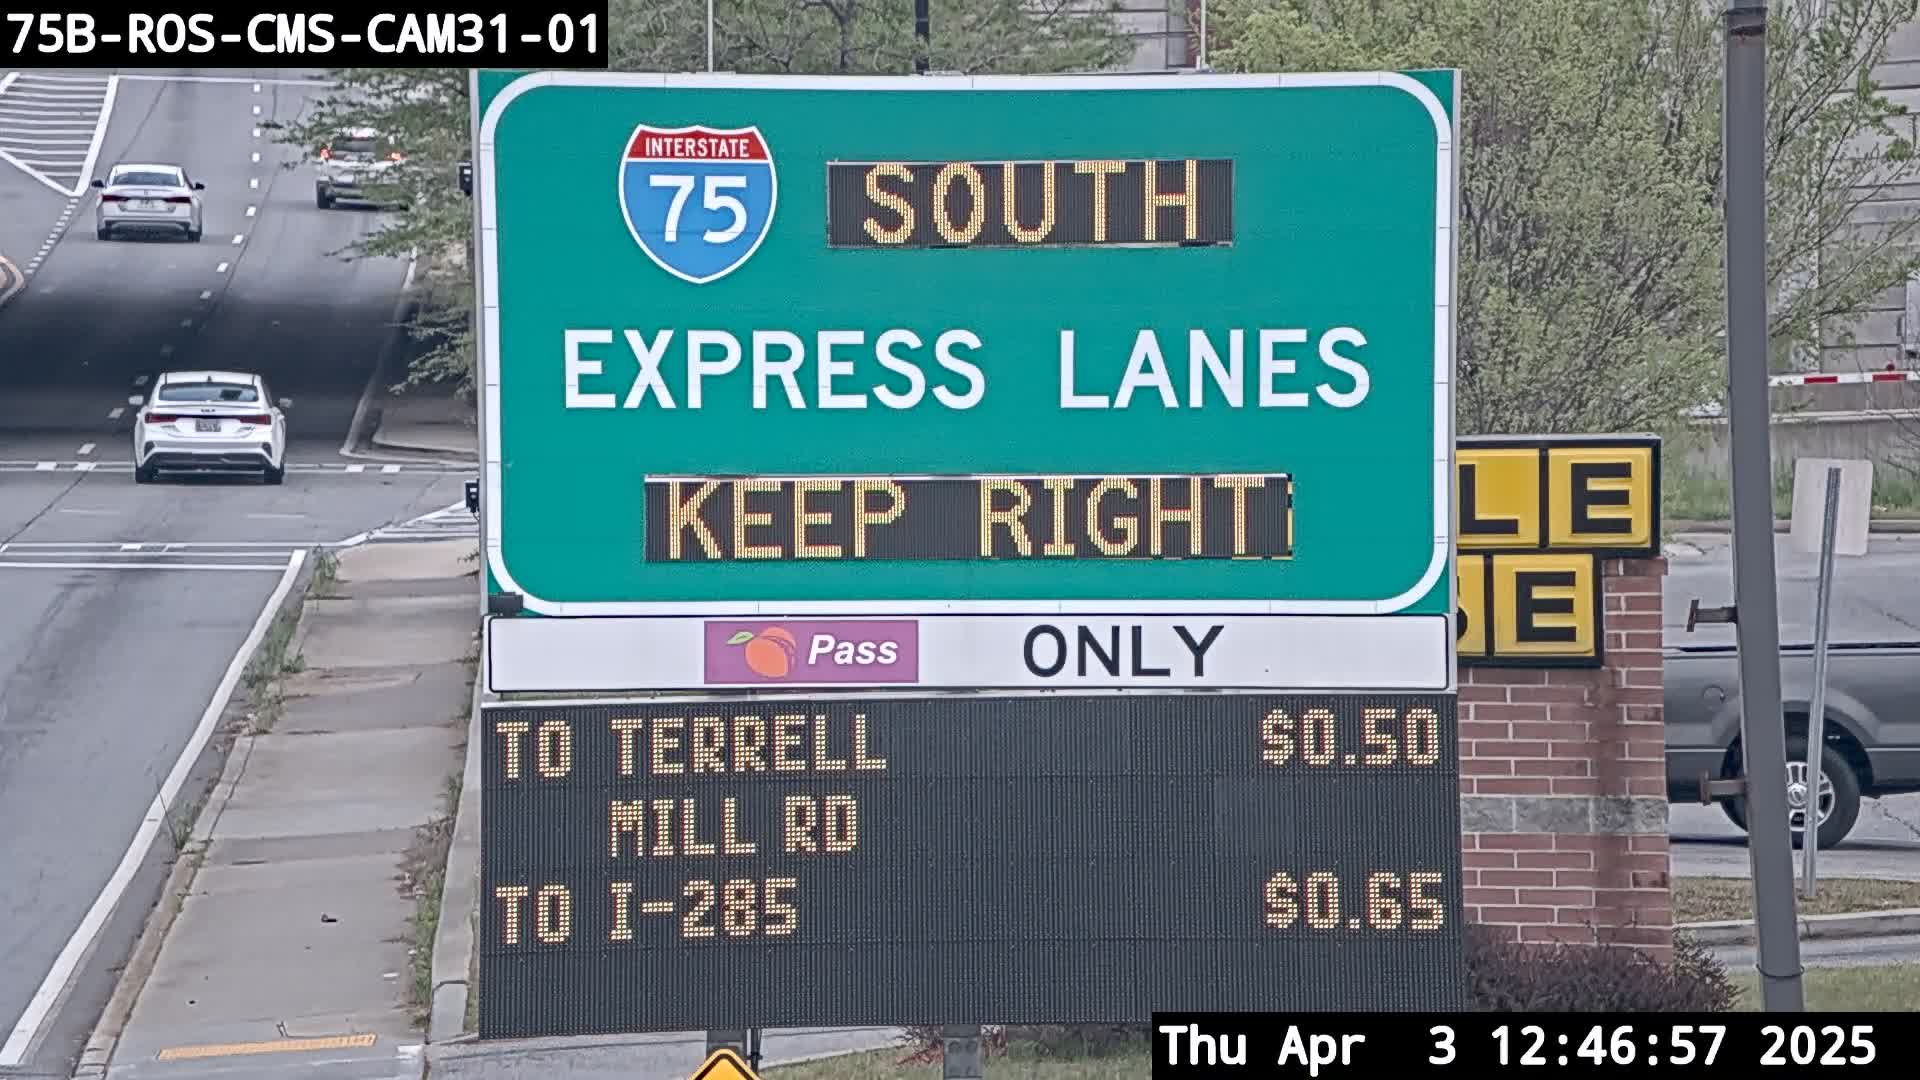 75B-ROS-CMS-CAM31-01
INTERSTATE
75
SOUTH
EXPRESS LANES
KEEP RIGHT
LE
E
Pass ONLY
TO TERRELL $0.50
MILL RD
TO I-285 $0.65
Thu Apr 3 12:46:57 2025